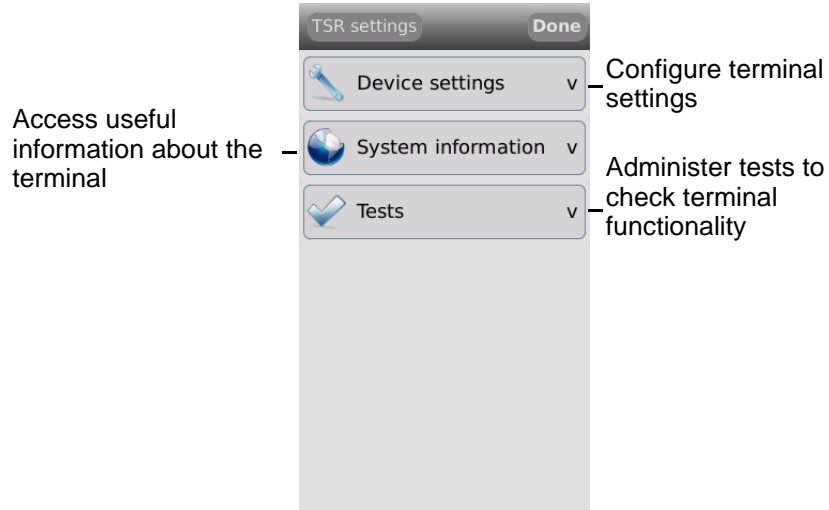 TSR settings Done
Device settings v
Configure terminal
settings
Access useful
information about the
terminal
System information v
Administer tests to
check terminal
functionality
Tests v